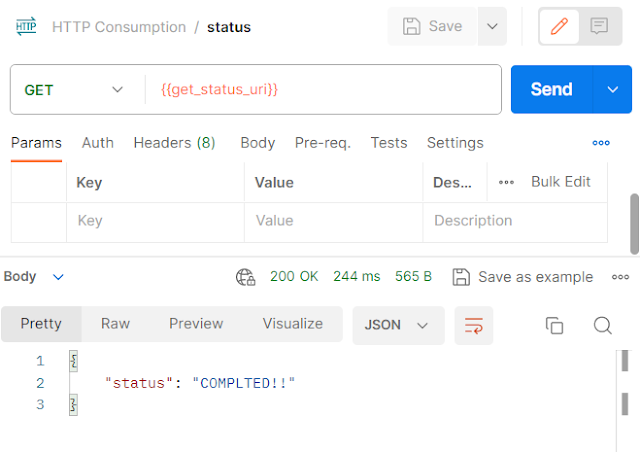 HTTP HTTP Consumption / status Save
GET {{get_status_uri}} Send
Params Auth Headers (8) Body Pre-req. Tests Settings
Key Value Des... Bulk Edit
Key Value Description
Body 200 OK 244 ms 565 B Save as example
Pretty Raw Preview Visualize JSON
1 {
2 "status": "COMPLTED!!"
3 }